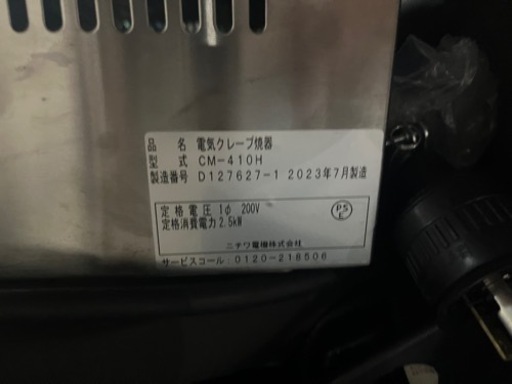 品名 電気クレープ焼器
型式 CM-410H
製造番号 D127627-1 2023年7月製造
定格電圧 1φ 200V
定格消費電力 2.5kW
PSE
ニチワ電機株式会社
サービスコール:0120-218506